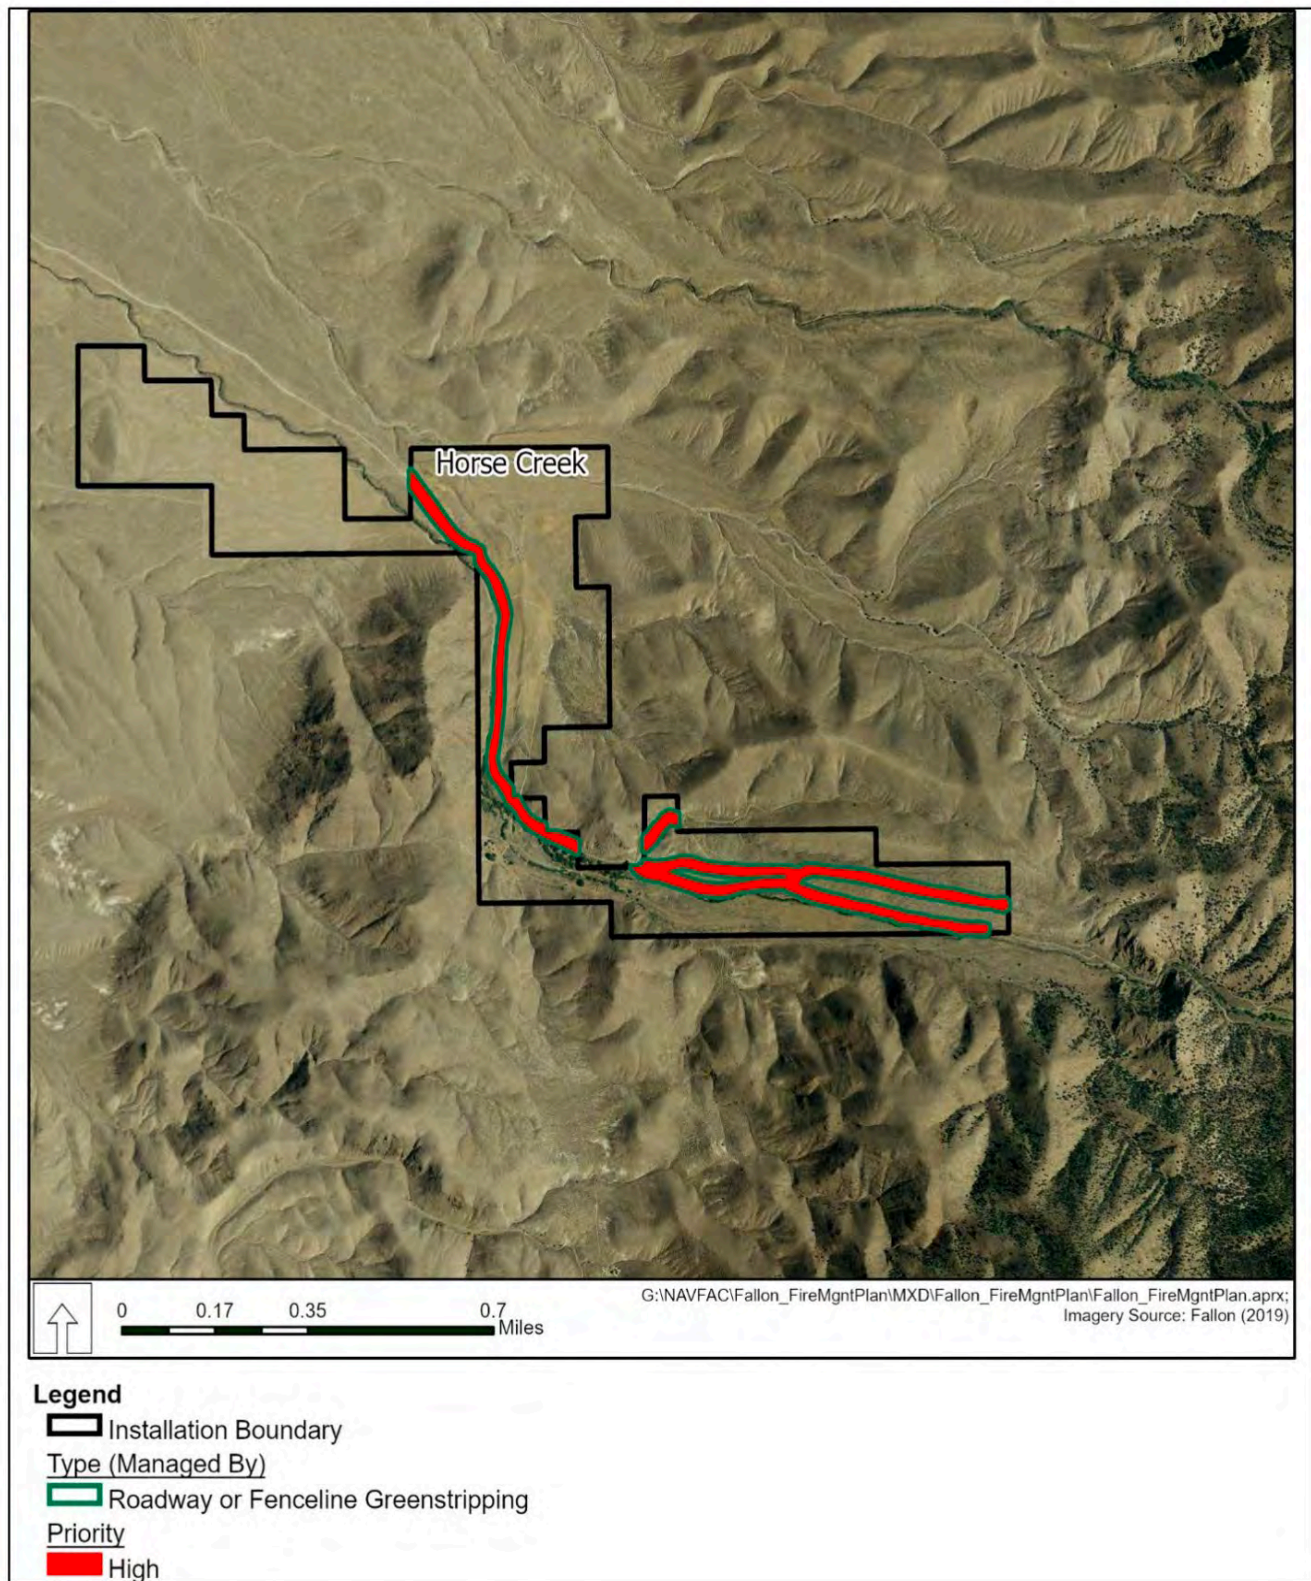 Horse Creek
0 0.17 0.35 0.7
Miles
G:\NAVFAC\Fallon_FireMgntPlan\MXD\Fallon_FireMgntPlan\Fallon_FireMgntPlan.aprx;
Imagery Source: Fallon (2019)
Legend
Installation Boundary
Type (Managed By)
Roadway or Fenceline Greenstripping
Priority
High